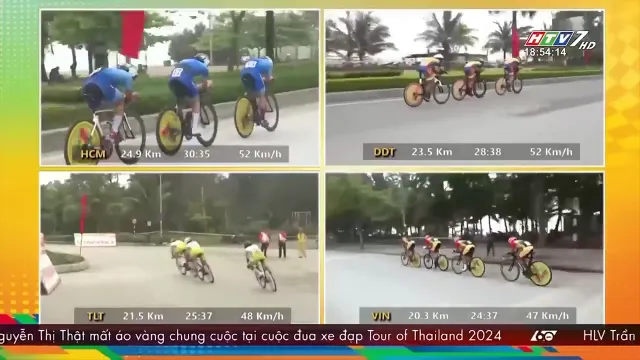 HTV7 HD
18:54:14
HCM 24.9 Km 30:35 52 Km/h
DDT 23.5 Km 28:38 52 Km/h
TLT 21.5 Km 25:37 48 Km/h
VIN 20.3 Km 24:37 47 Km/h
guyễn Thị Thật mất áo vàng chung cuộc tại cuộc đua xe đạp Tour of Thailand 2024 HLV Trần